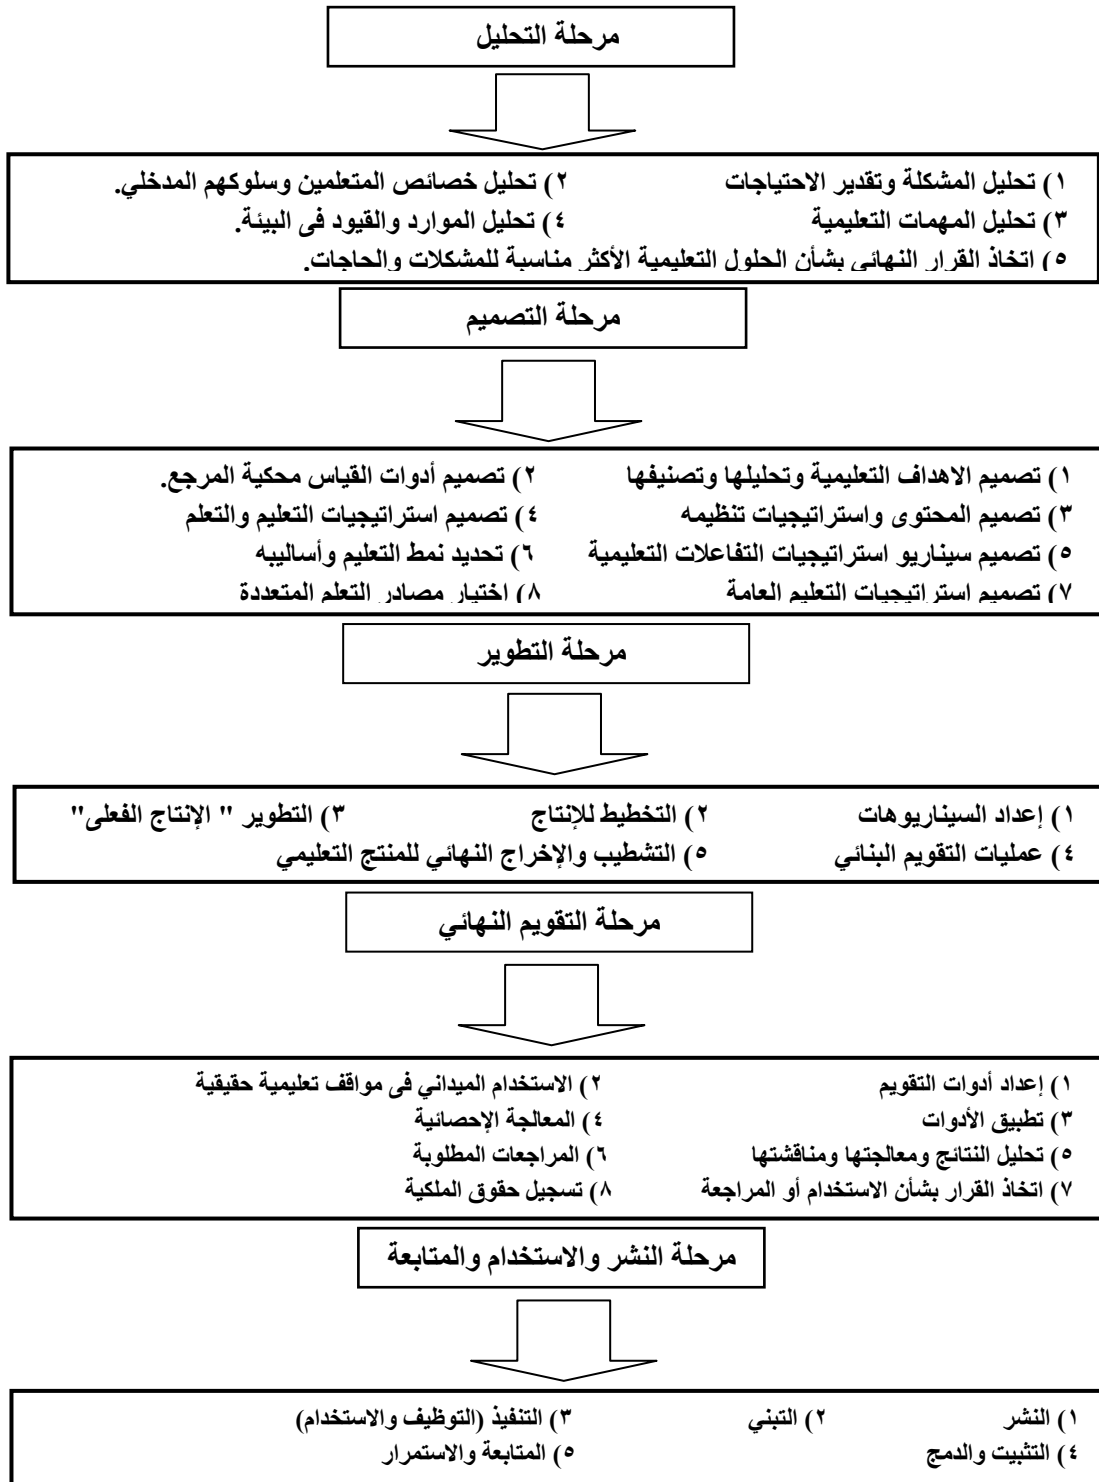 مرحلة التحليل
١) تحليل المشكلة وتقدير الاحتياجات ٢) تحليل خصائص المتعلمين وسلوكهم المدخلي.
٣) تحليل المهمات التعليمية ٤) تحليل الموارد والقيود فى البيئة.
٥) اتخاذ القرار النهائي بشأن الحلول التعليمية الأكثر مناسبة للمشكلات والحاجات.
مرحلة التصميم
١) تصميم الاهداف التعليمية وتحليلها وتصنيفها ٢) تصميم أدوات القياس محكية المرجع.
٣) تصميم المحتوى واستراتيجيات تنظيمه ٤) تصميم استراتيجيات التعليم والتعلم
٥) تصميم سيناريو استراتيجيات التفاعلات التعليمية ٦) تحديد نمط التعليم وأساليبه
٧) تصميم استراتيجيات التعليم العامة ٨) اختيار مصادر التعلم المتعددة
مرحلة التطوير
١) إعداد السيناريوهات ٢) التخطيط للإنتاج ٣) التطوير " الإنتاج الفعلى"
٤) عمليات التقويم البنائي ٥) التشطيب والإخراج النهائي للمنتج التعليمي
مرحلة التقويم النهائي
١) إعداد أدوات التقويم ٢) الاستخدام الميداني فى مواقف تعليمية حقيقية
٣) تطبيق الأدوات ٤) المعالجة الإحصائية
٥) تحليل النتائج ومعالجتها ومناقشتها ٦) المراجعات المطلوبة
٧) اتخاذ القرار بشأن الاستخدام أو المراجعة ٨) تسجيل حقوق الملكية
مرحلة النشر والاستخدام والمتابعة
١) النشر ٢) التبني ٣) التنفيذ (التوظيف والاستخدام)
٤) التثبيت والدمج ٥) المتابعة والاستمرار